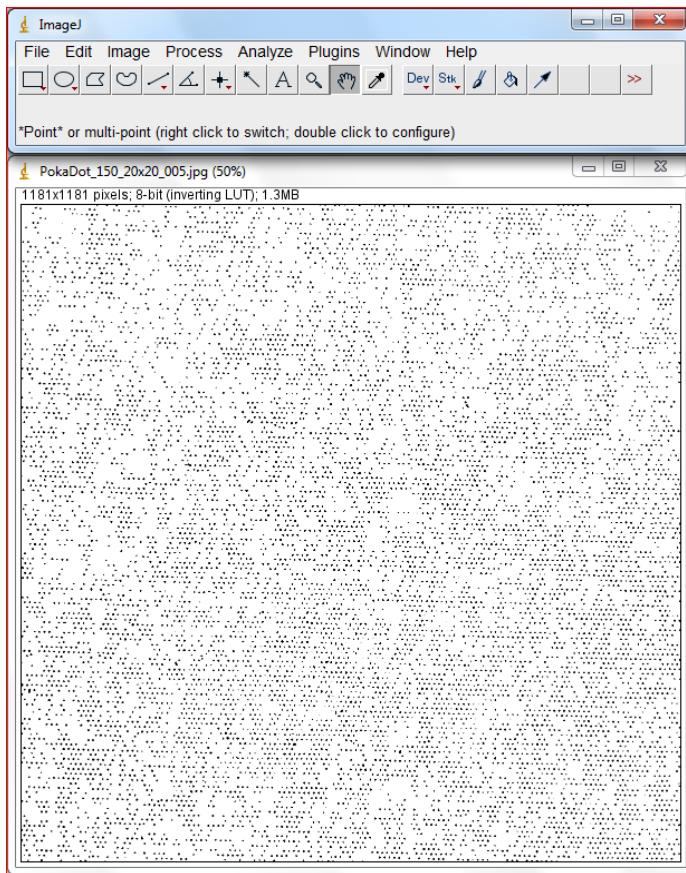 ImageJ
File Edit Image Process Analyze Plugins Window Help
A Dev Stk >>
*Point* or multi-point (right click to switch; double click to configure)
PokaDot_150_20x20_005.jpg (50%)
1181x1181 pixels; 8-bit (inverting LUT); 1.3MB